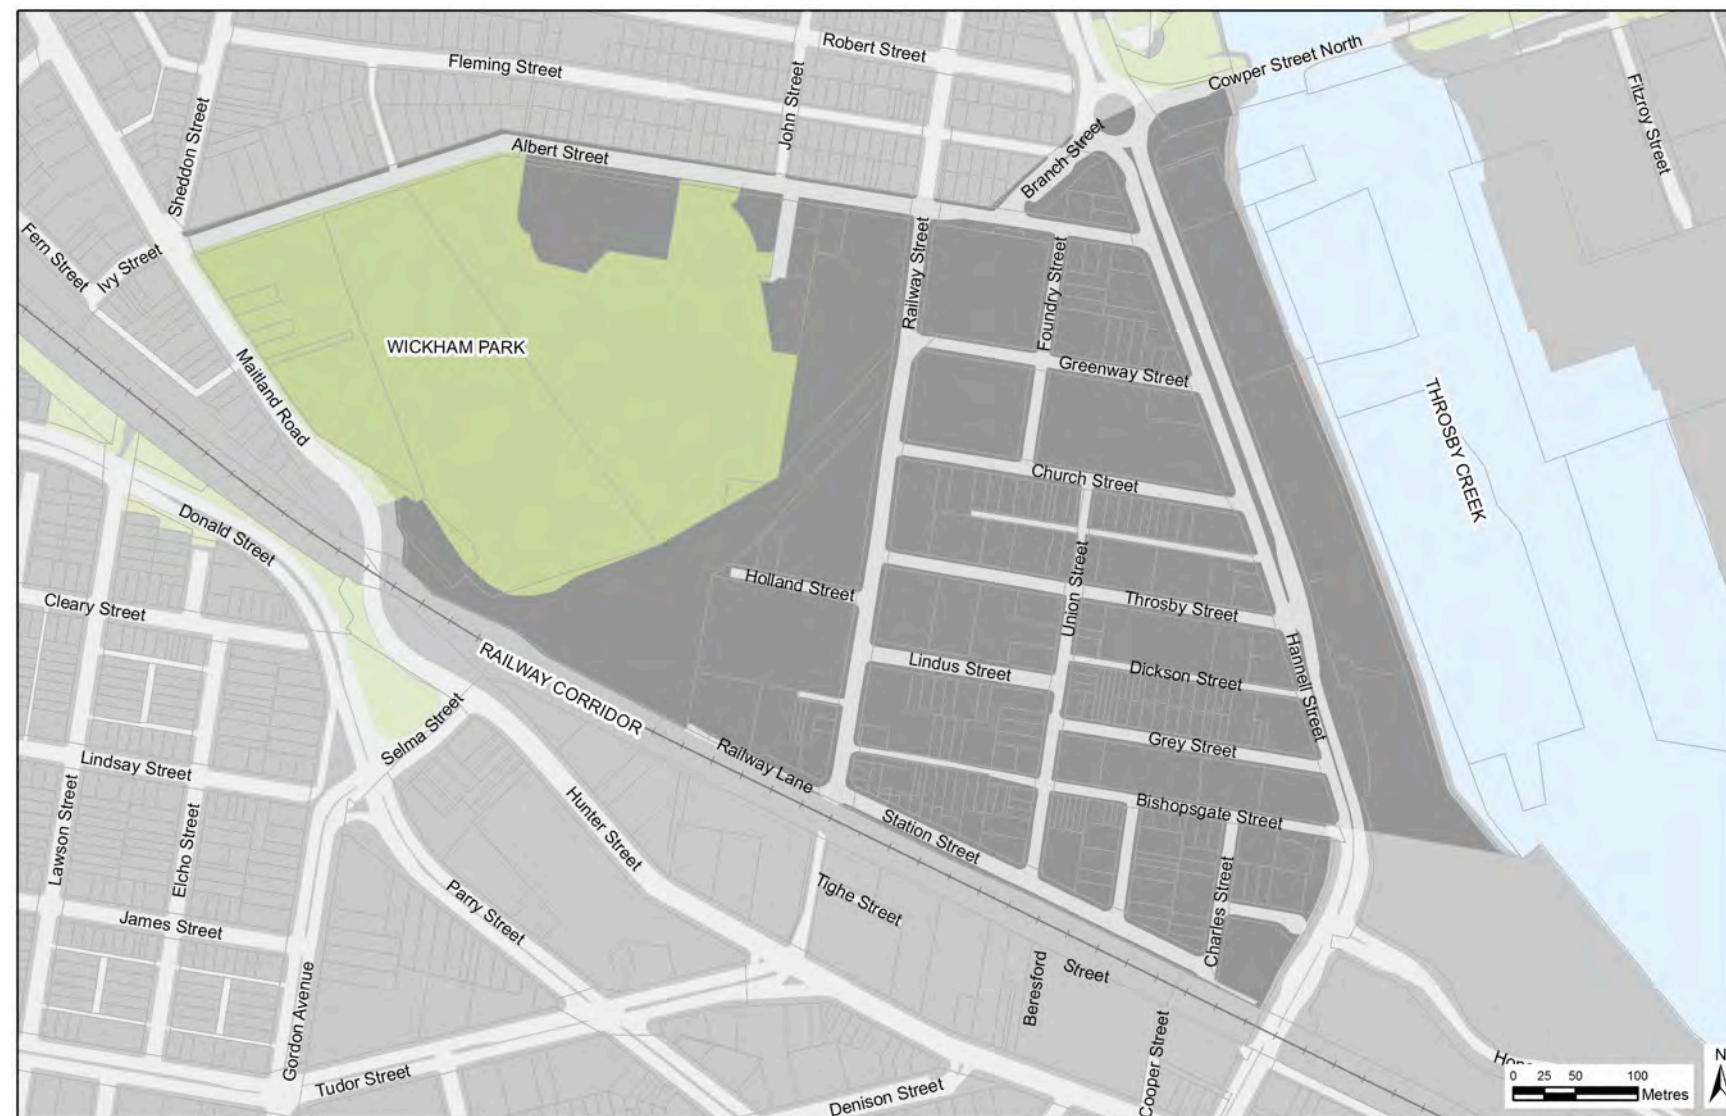 Robert Street
Fleming Street
Cowper Street North
John Street
Fitzroy Street
Sheddon Street
Albert Street
Branch Street
Fern Street
Ivy Street
Railway Street
Foundry Street
WICKHAM PARK
Greenway Street
Maitland Road
THROSBY CREEK
Church Street
Donald Street
Union Street
Holland Street
Throsby Street
Cleary Street
RAILWAY CORRIDOR
Lindus Street
Dickson Street
Hannell Street
Selma Street
Grey Street
Lindsay Street
Railway Lane
Bishopsgate Street
Lawson Street
Elcho Street
Hunter Street
Station Street
Tighe Street
Charles Street
Parry Street
James Street
Street
Beresford
Gordon Avenue
Cooper Street
Tudor Street
Denison Street
N
0 25 50 100
Metres